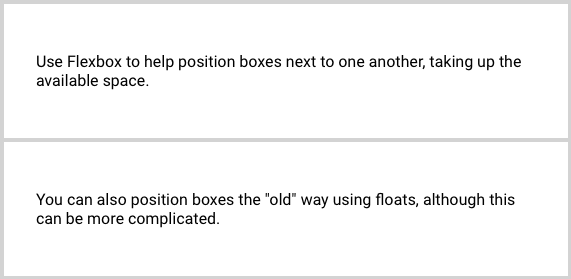 Use Flexbox to help position boxes next to one another, taking up the
available space.
You can also position boxes the "old" way using floats, although this
can be more complicated.